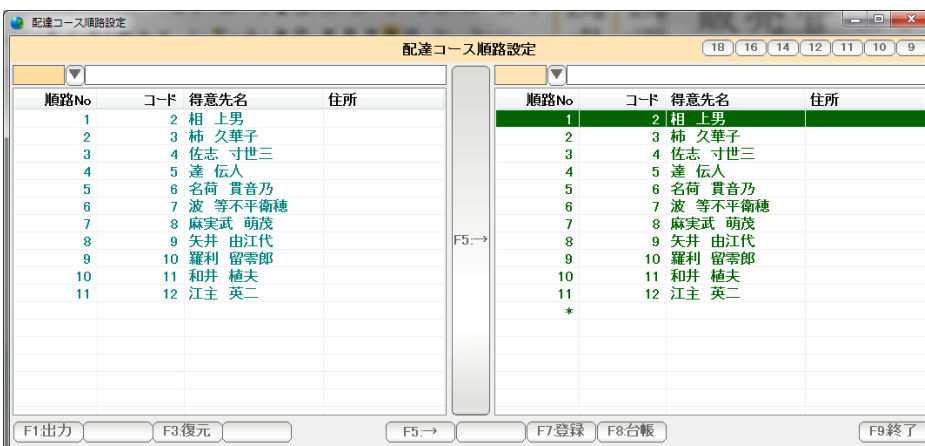 配達コース順路設定
配達コース順路設定
18 16 14 12 11 10 9
順路No コード 得意先名 住所
1 2 相 上男
2 3 柿 久華子
3 4 佐志 寸世三
4 5 達 伝人
5 6 名荷 貫音乃
6 7 波 等不平衛穂
7 8 麻実武 萌茂
8 9 矢井 由江代
9 10 羅利 留零郎
10 11 和井 植夫
11 12 江主 英二
F5:→
順路No コード 得意先名 住所
1 2 相 上男
2 3 柿 久華子
3 4 佐志 寸世三
4 5 達 伝人
5 6 名荷 貫音乃
6 7 波 等不平衛穂
7 8 麻実武 萌茂
8 9 矢井 由江代
9 10 羅利 留零郎
10 11 和井 植夫
11 12 江主 英二
*
F1:出力 F3:復元 F5:→ F7:登録 F8:台帳 F9:終了